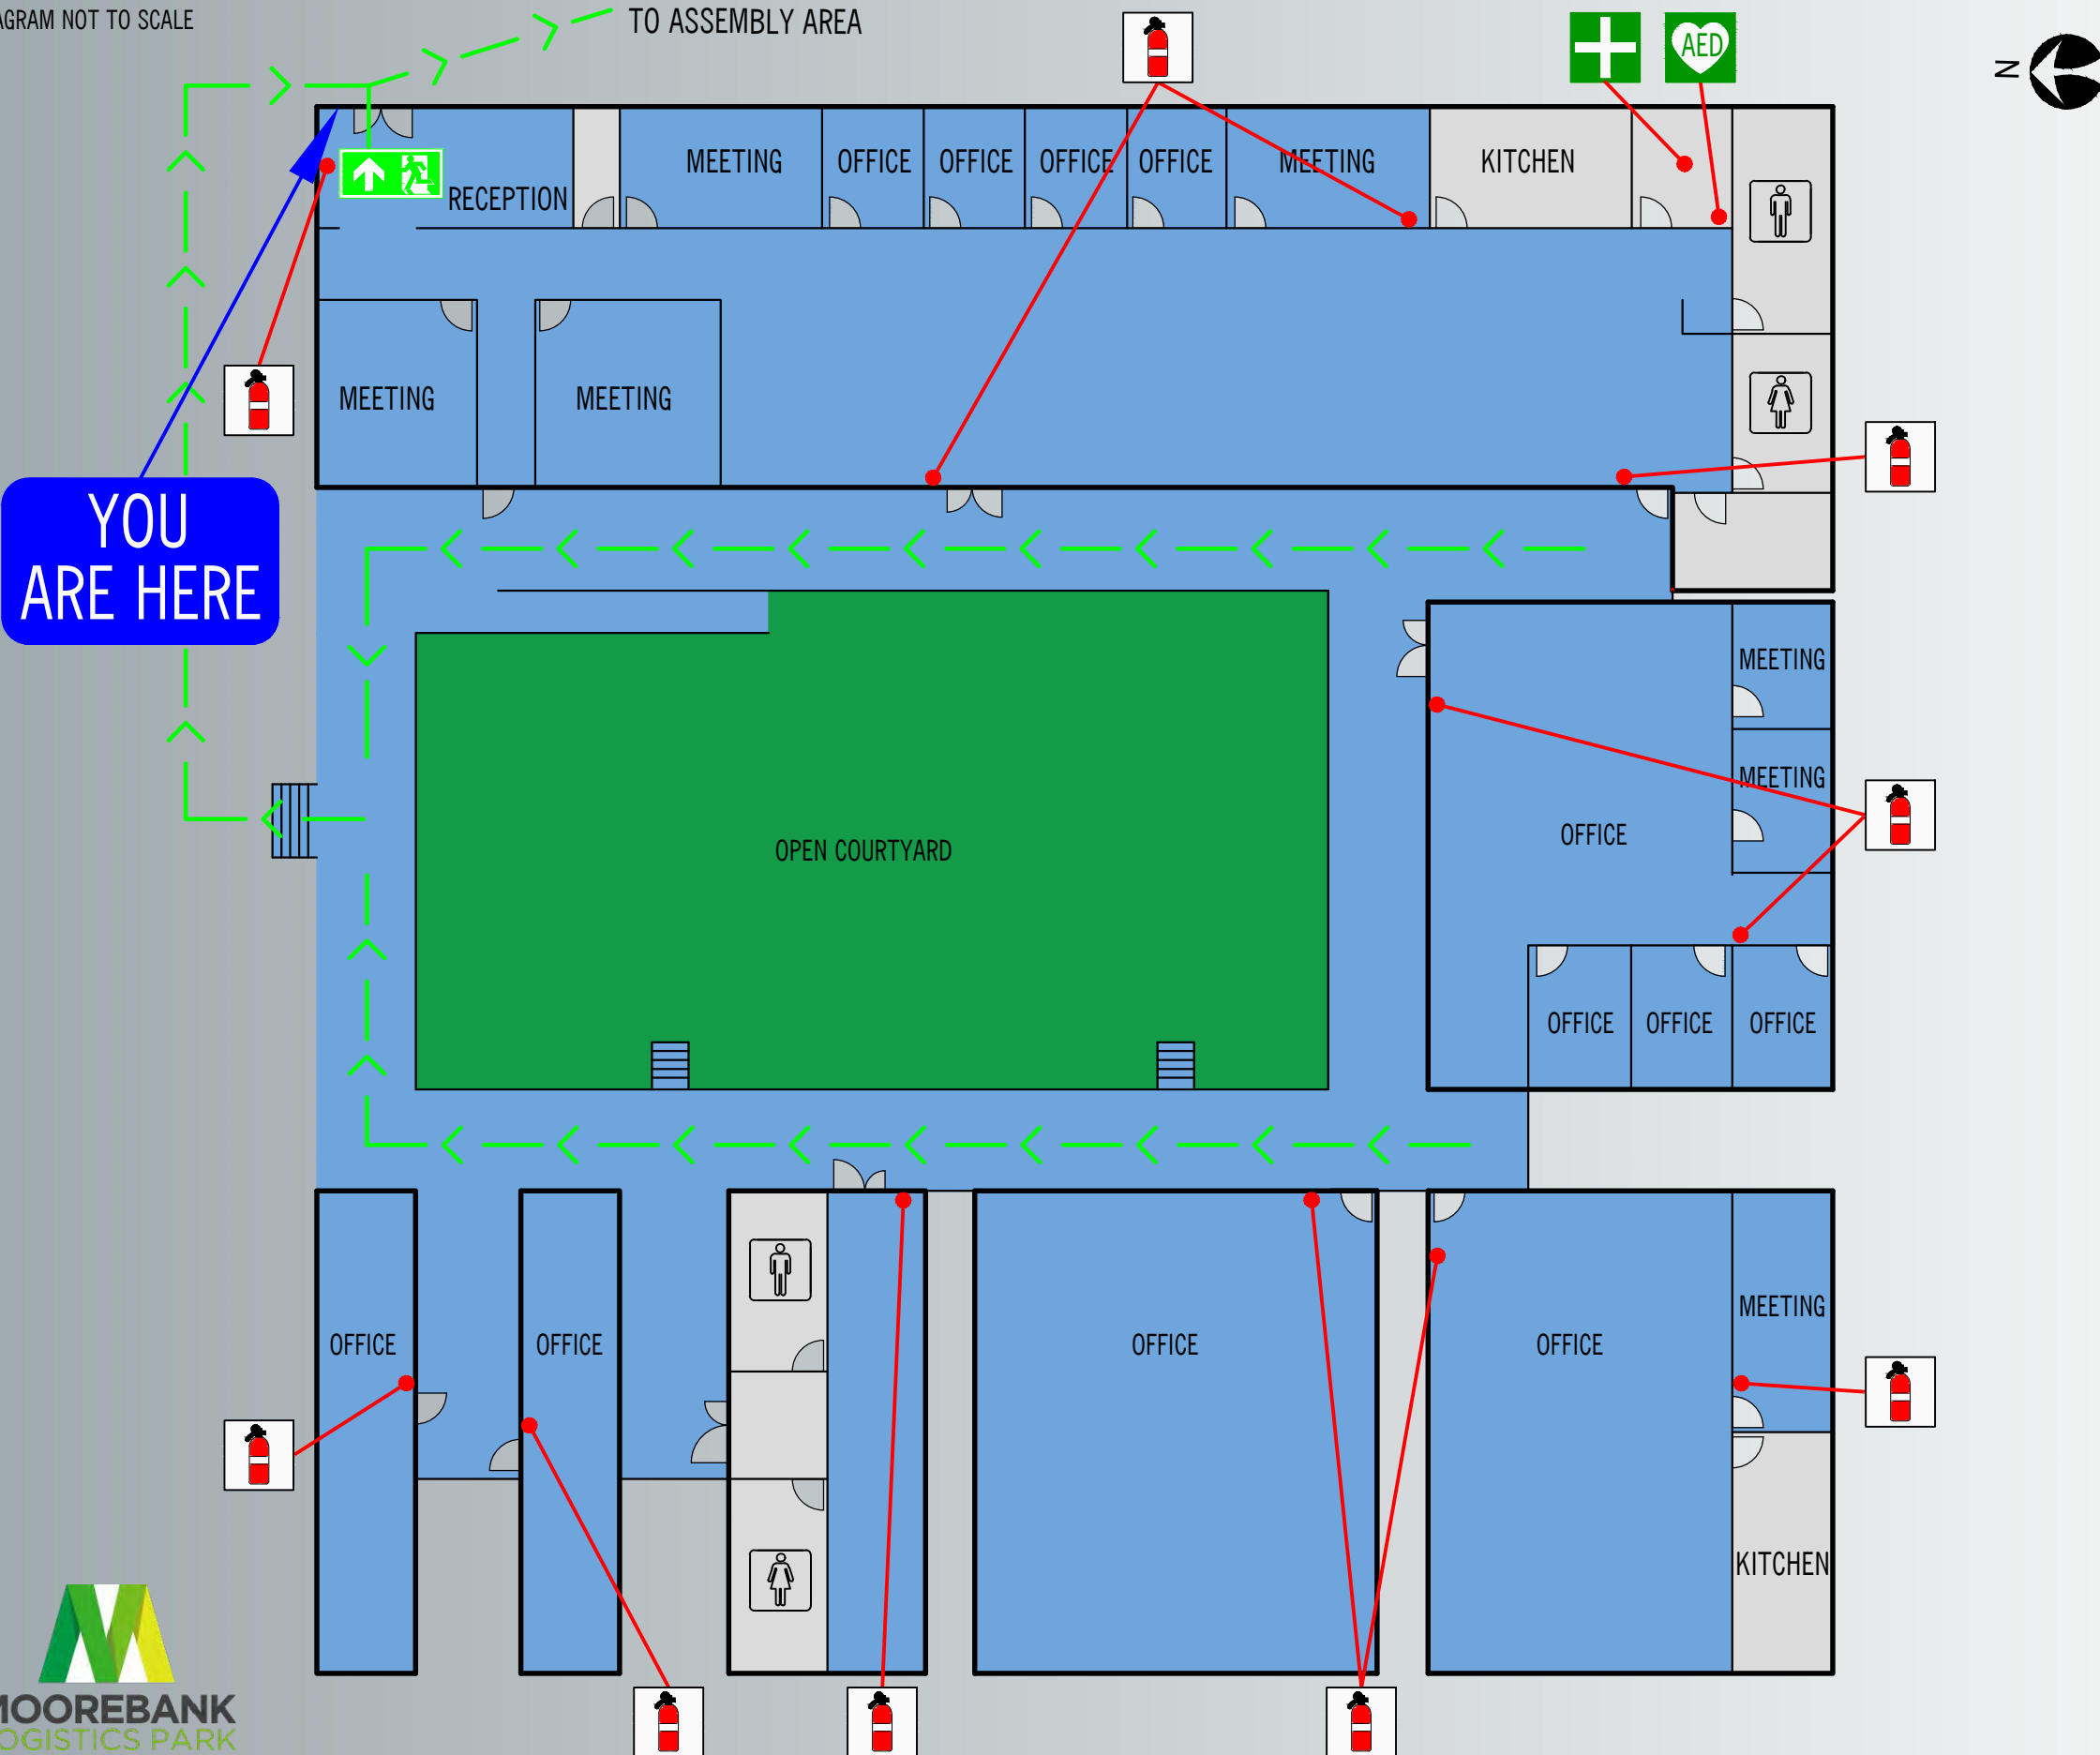 AGRAM NOT TO SCALE
TO ASSEMBLY AREA
AED
N
MEETING
OFFICE
OFFICE
OFFICE
OFFICE
MEETING
KITCHEN
RECEPTION
MEETING
MEETING
YOU
ARE HERE
MEETING
MEETING
OFFICE
OPEN COURTYARD
OFFICE
OFFICE
OFFICE
MEETING
OFFICE
OFFICE
OFFICE
OFFICE
KITCHEN
MOOREBANK
LOGISTICS PARK